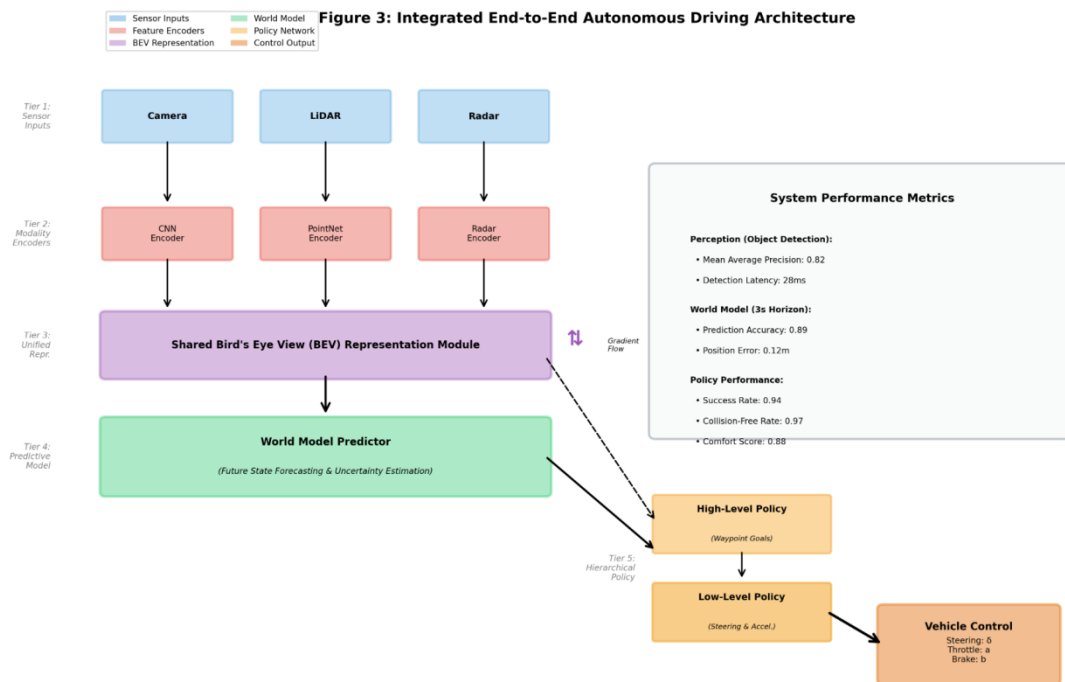 Figure 3: Integrated End-to-End Autonomous Driving Architecture
Sensor Inputs
Feature Encoders
BEV Representation
World Model
Policy Network
Control Output
Tier 1:
Sensor
Inputs
Camera
LiDAR
Radar
Tier 2:
Modality
Encoders
CNN
Encoder
PointNet
Encoder
Radar
Encoder
Tier 3:
Unified
Repr.
Shared Bird's Eye View (BEV) Representation Module
⇅
Gradient
Flow
Tier 4:
Predictive
Model
World Model Predictor
(Future State Forecasting & Uncertainty Estimation)
System Performance Metrics
Perception (Object Detection):
• Mean Average Precision: 0.82
• Detection Latency: 28ms
World Model (3s Horizon):
• Prediction Accuracy: 0.89
• Position Error: 0.12m
Policy Performance:
• Success Rate: 0.94
• Collision-Free Rate: 0.97
• Comfort Score: 0.88
Tier 5:
Hierarchical
Policy
High-Level Policy
(Waypoint Goals)
Low-Level Policy
(Steering & Accel.)
Vehicle Control
Steering: δ
Throttle: a
Brake: b